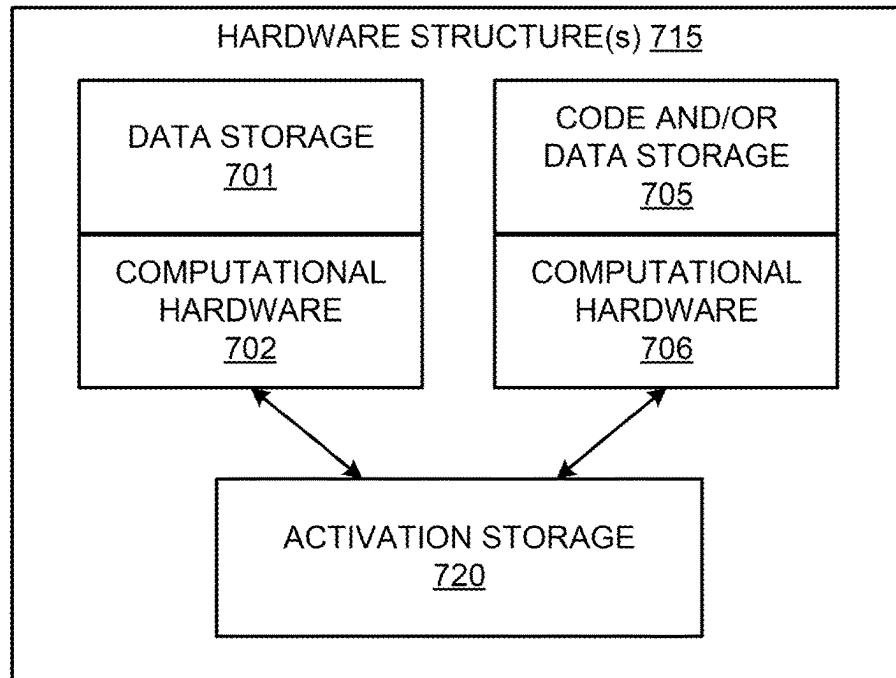 HARDWARE STRUCTURE(s) 715
DATA STORAGE
701
CODE AND/OR
DATA STORAGE
705
COMPUTATIONAL
HARDWARE
702
COMPUTATIONAL
HARDWARE
706
ACTIVATION STORAGE
720